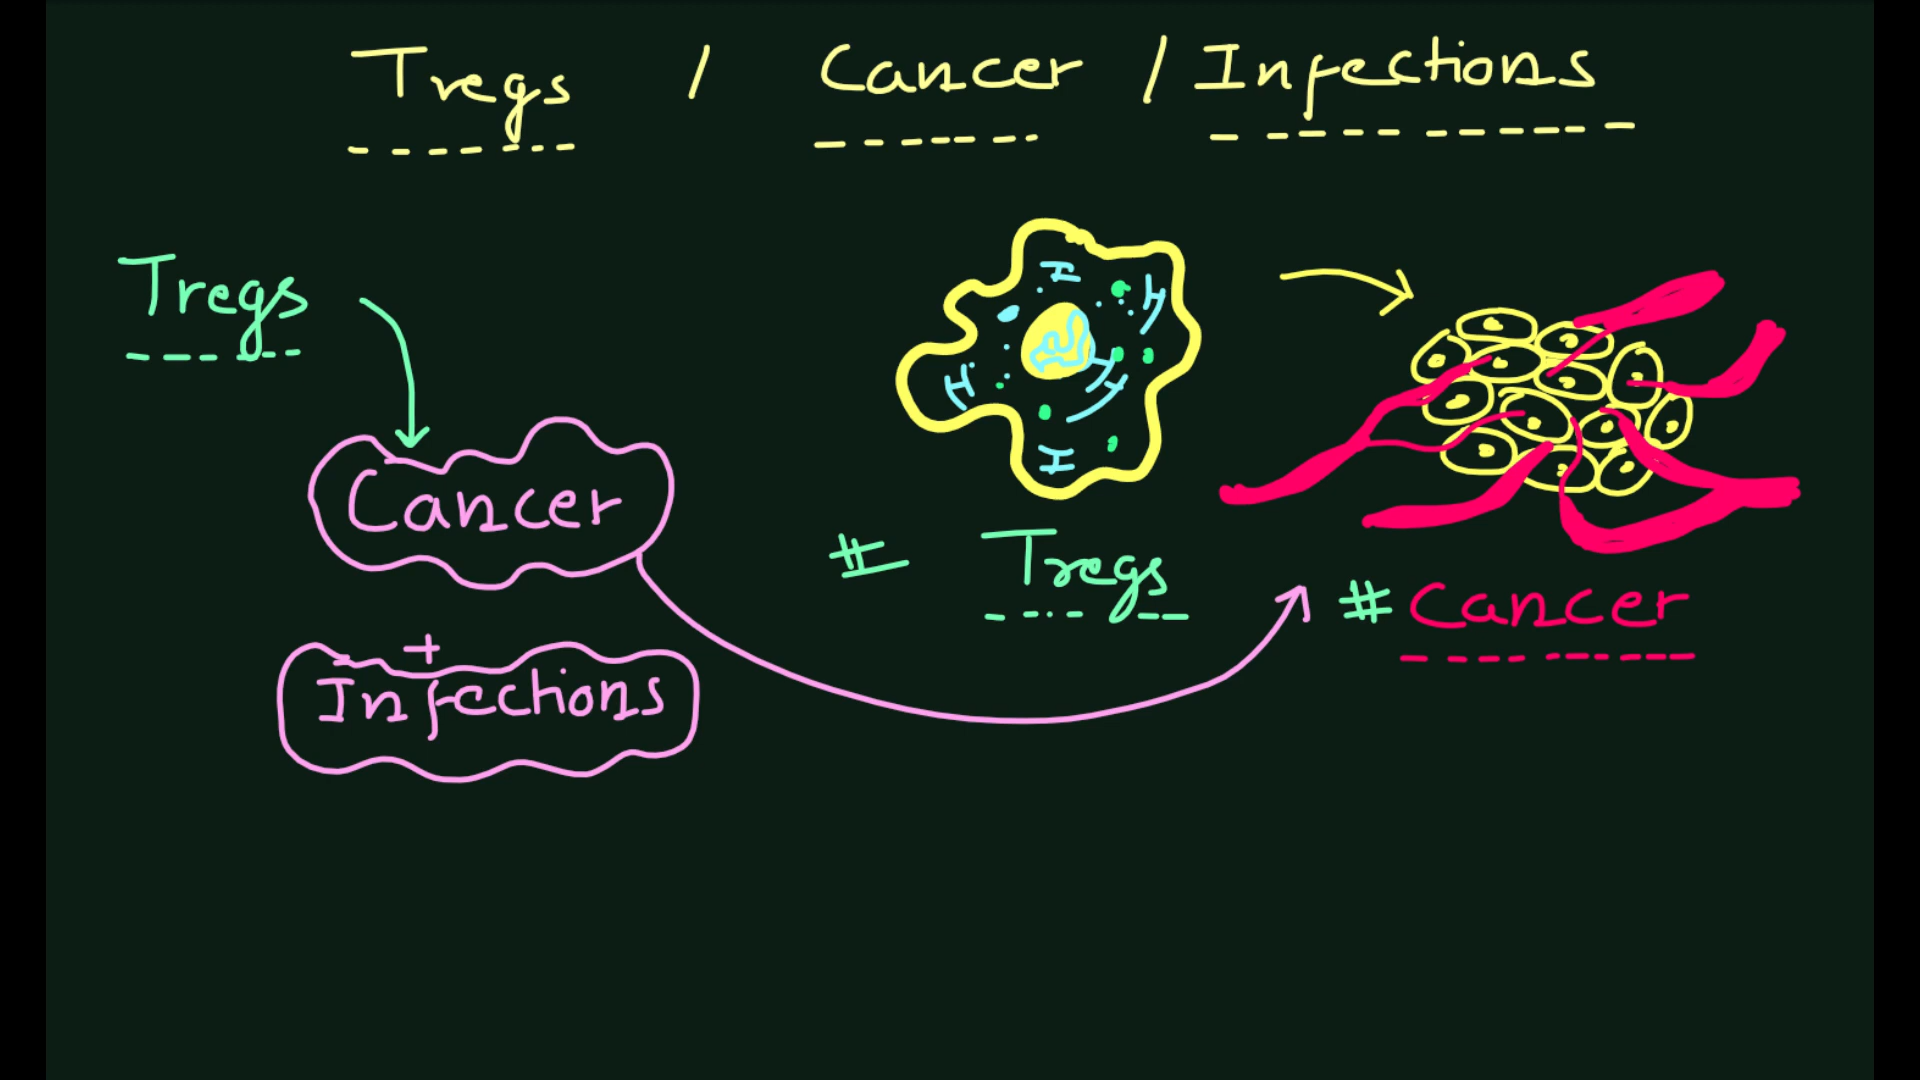 Tregs / Cancer / Infections
Tregs
Cancer
+
Infections
# Tregs
# Cancer